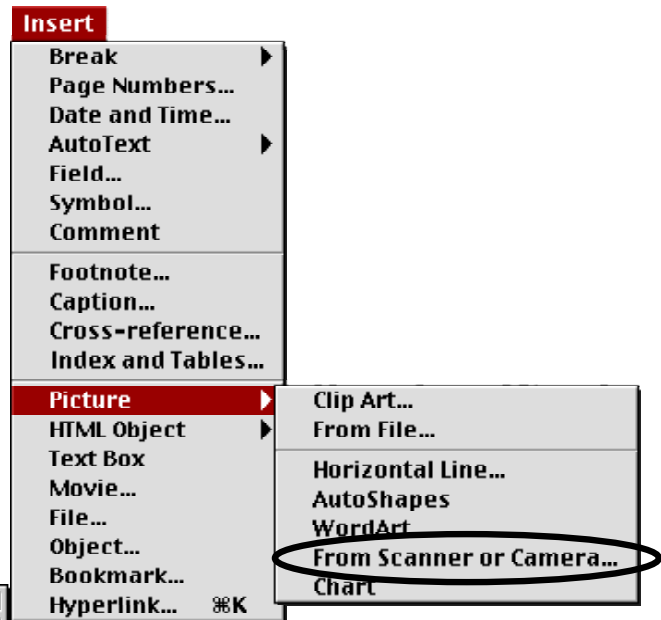 Insert
Break
Page Numbers...
Date and Time...
AutoText
Field...
Symbol...
Comment
Footnote...
Caption...
Cross-reference...
Index and Tables...
Picture
HTML Object
Text Box
Movie...
File...
Object...
Bookmark...
Hyperlink... ⌘K
Clip Art...
From File...
Horizontal Line...
AutoShapes
WordArt
From Scanner or Camera...
Chart